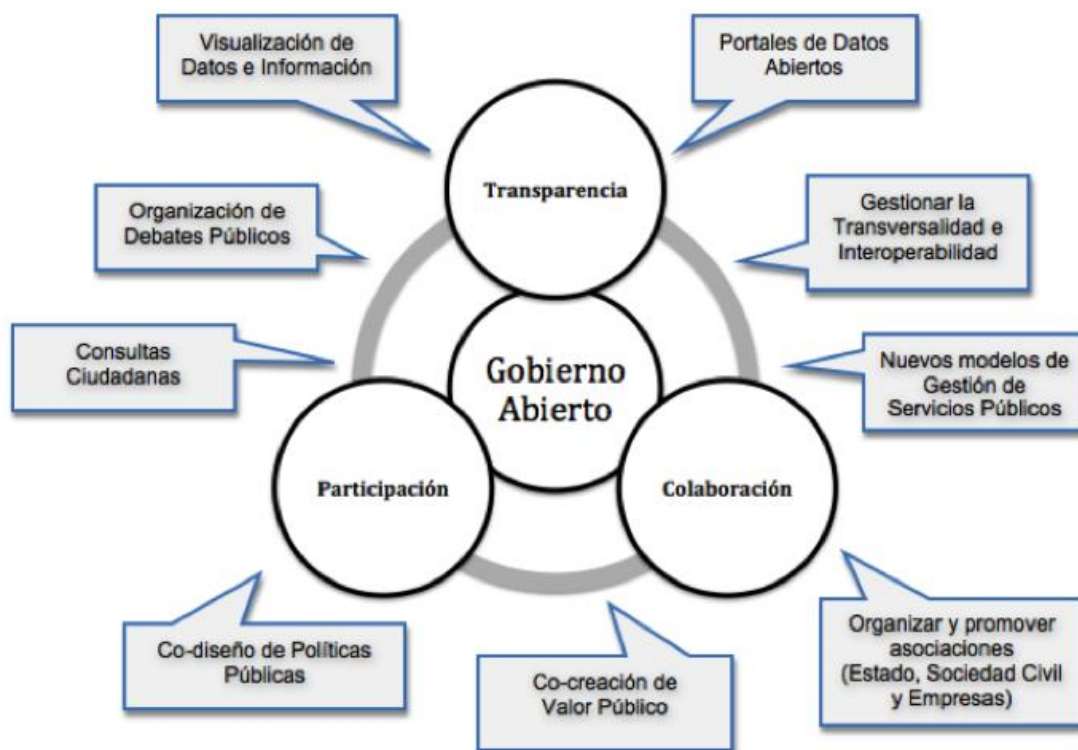 Visualización de
Datos e Información
Portales de Datos
Abiertos
Transparencia
Organización de
Debates Públicos
Gestionar la
Transversalidad e
Interoperabilidad
Consultas
Ciudadanas
Gobierno
Abierto
Nuevos modelos de
Gestión de
Servicios Públicos
Participación
Colaboración
Co-diseño de Políticas
Públicas
Co-creación de
Valor Público
Organizar y promover
asociaciones
(Estado, Sociedad Civil
y Empresas)